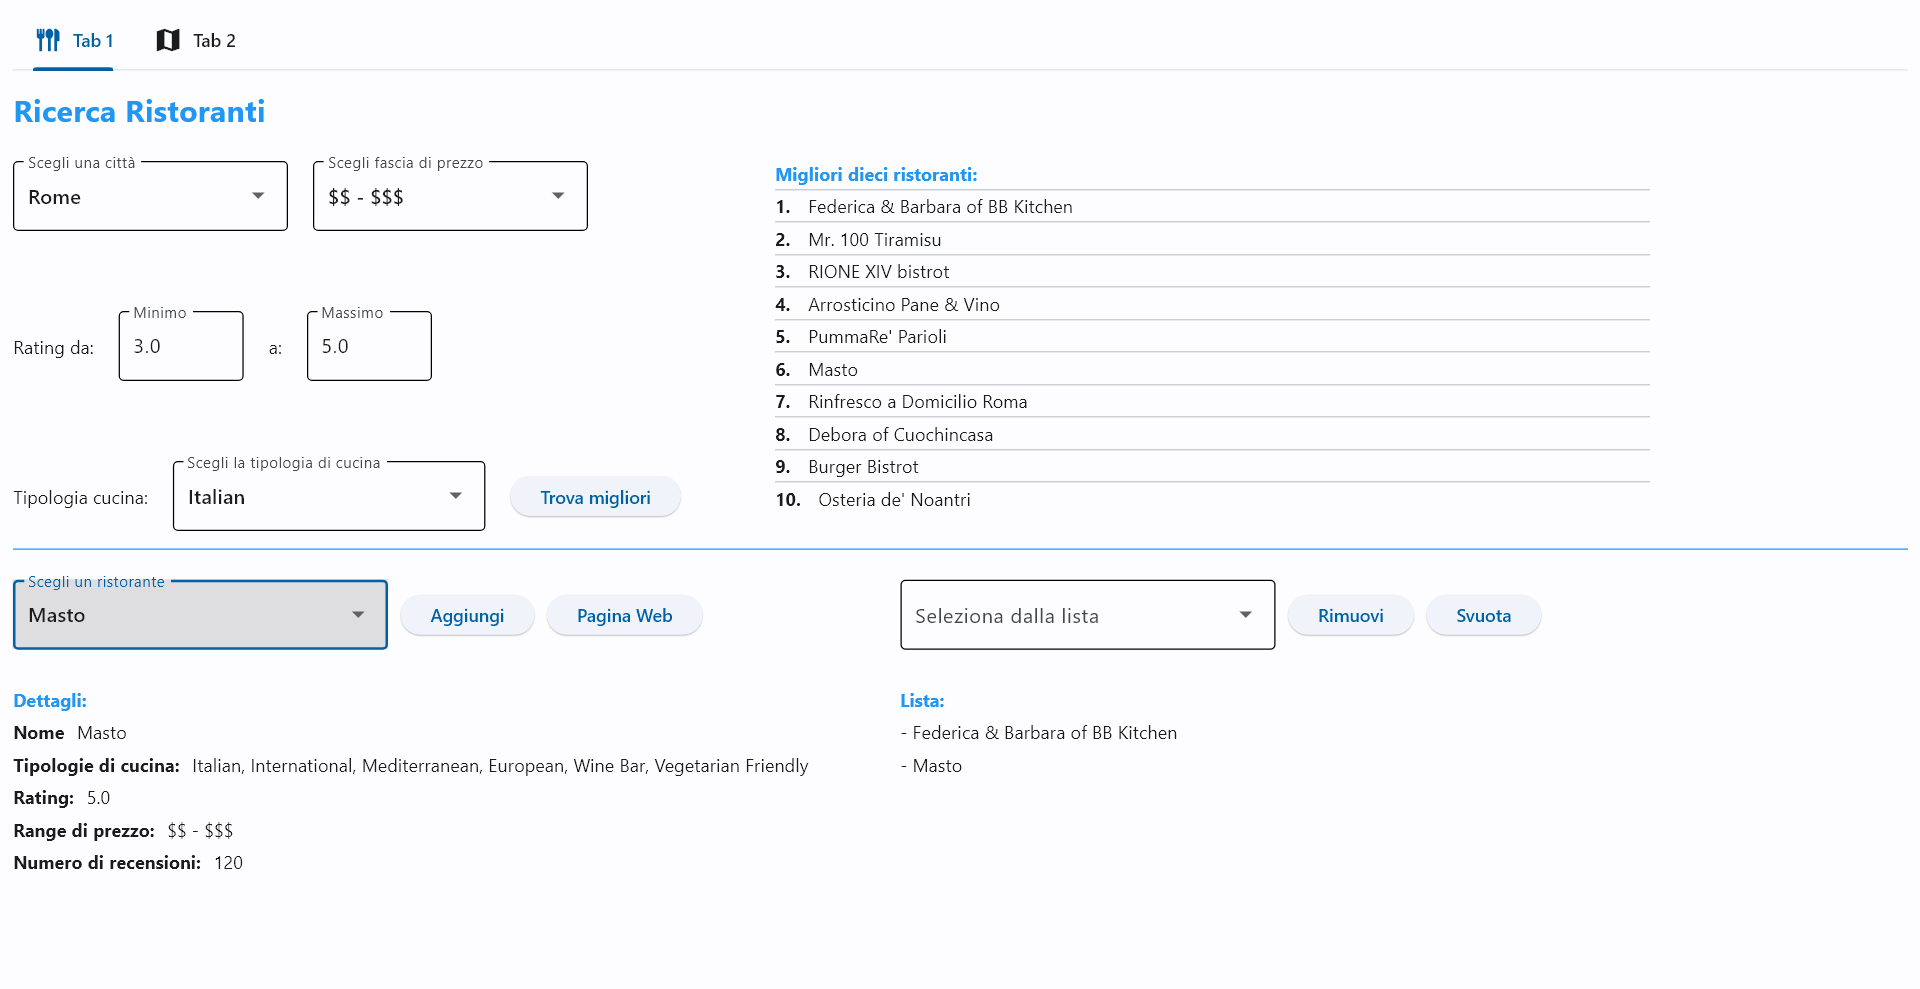 Tab 1
Tab 2
Ricerca Ristoranti
Scegli una città
Rome
Scegli fascia di prezzo
$$ - $$$
Rating da:
Minimo
3.0
a:
Massimo
5.0
Tipologia cucina:
Scegli la tipologia di cucina
Italian
Trova migliori
Migliori dieci ristoranti:
1. Federica & Barbara of BB Kitchen
2. Mr. 100 Tiramisu
3. RIONE XIV bistrot
4. Arrosticino Pane & Vino
5. PummaRe' Parioli
6. Masto
7. Rinfresco a Domicilio Roma
8. Debora of Cuochincasa
9. Burger Bistrot
10. Osteria de' Noantri
Scegli un ristorante
Masto
Aggiungi
Pagina Web
Seleziona dalla lista
Rimuovi
Svuota
Dettagli:
Nome Masto
Tipologie di cucina: Italian, International, Mediterranean, European, Wine Bar, Vegetarian Friendly
Rating: 5.0
Range di prezzo: $$ - $$$
Numero di recensioni: 120
Lista:
- Federica & Barbara of BB Kitchen
- Masto